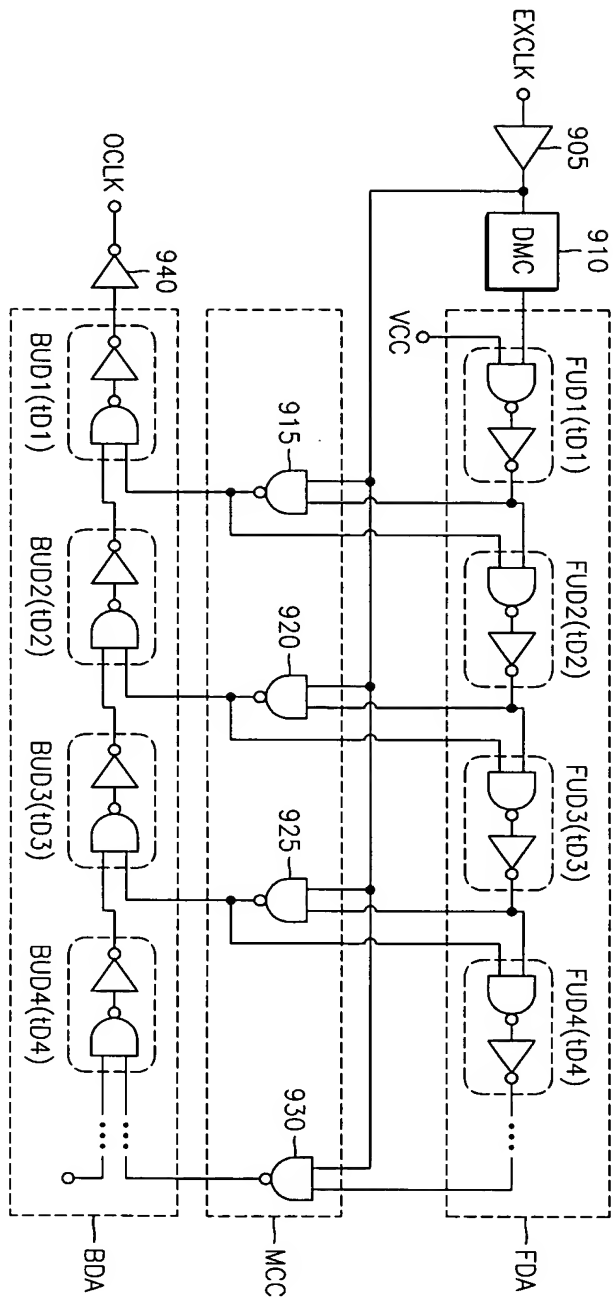 EXCLK
905
910
DMC
VCC
FUD1(tD1)
FUD2(tD2)
FUD3(tD3)
FUD4(tD4)
FDA
915
920
925
930
MCC
OCLK
940
BUD1(tD1)
BUD2(tD2)
BUD3(tD3)
BUD4(tD4)
BDA